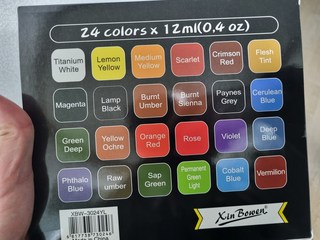 24 colors x 12ml(0.4 oz)
Titanium White
Lemon Yellow
Medium Yellow
Scarlet
Crimson Red
Flesh Tint
Magenta
Lamp Black
Burnt Umber
Burnt Sienna
Paynes Grey
Cerulean Blue
Green Deep
Yellow Ochre
Orange Red
Rose
Violet
Deep Blue
Phthalo Blue
Raw umber
Sap Green
Permanent Green Light
Cobalt Blue
Vermilion
XBW-3024YL
Xin Bowen